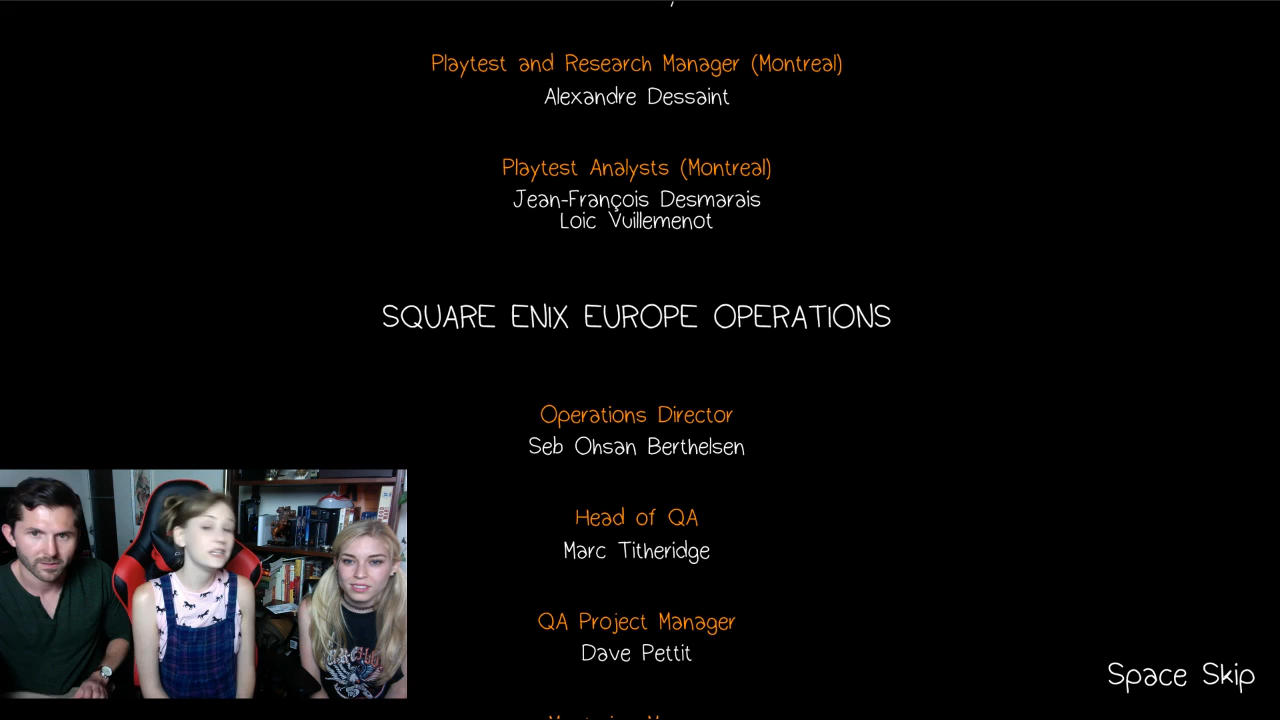 Playtest and Research Manager (Montreal)
Alexandre Dessaint
Playtest Analysts (Montreal)
Jean-François Desmarais
Loic Vuillemenot
SQUARE ENIX EUROPE OPERATIONS
Operations Director
Seb Ohsan Berthelsen
Head of QA
Marc Titheridge
QA Project Manager
Dave Pettit
Space Skip